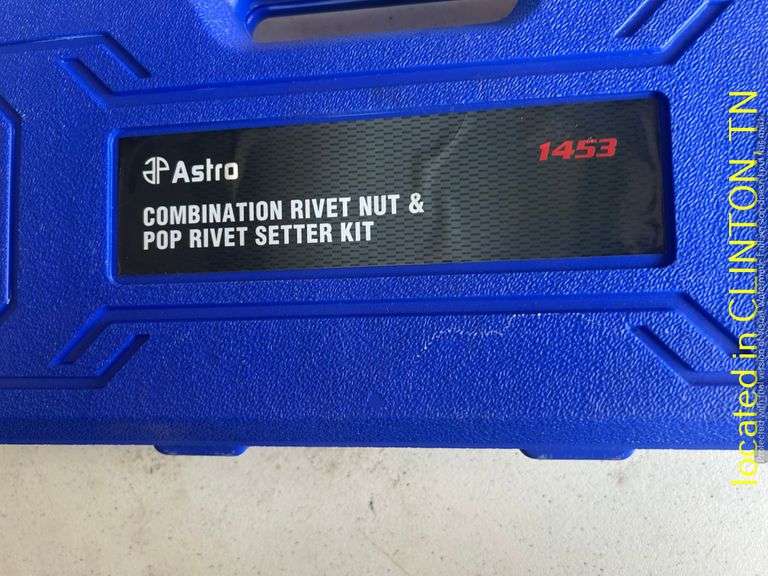 Astro
1453
COMBINATION RIVET NUT &
POP RIVET SETTER KIT
located in CLINTON TN